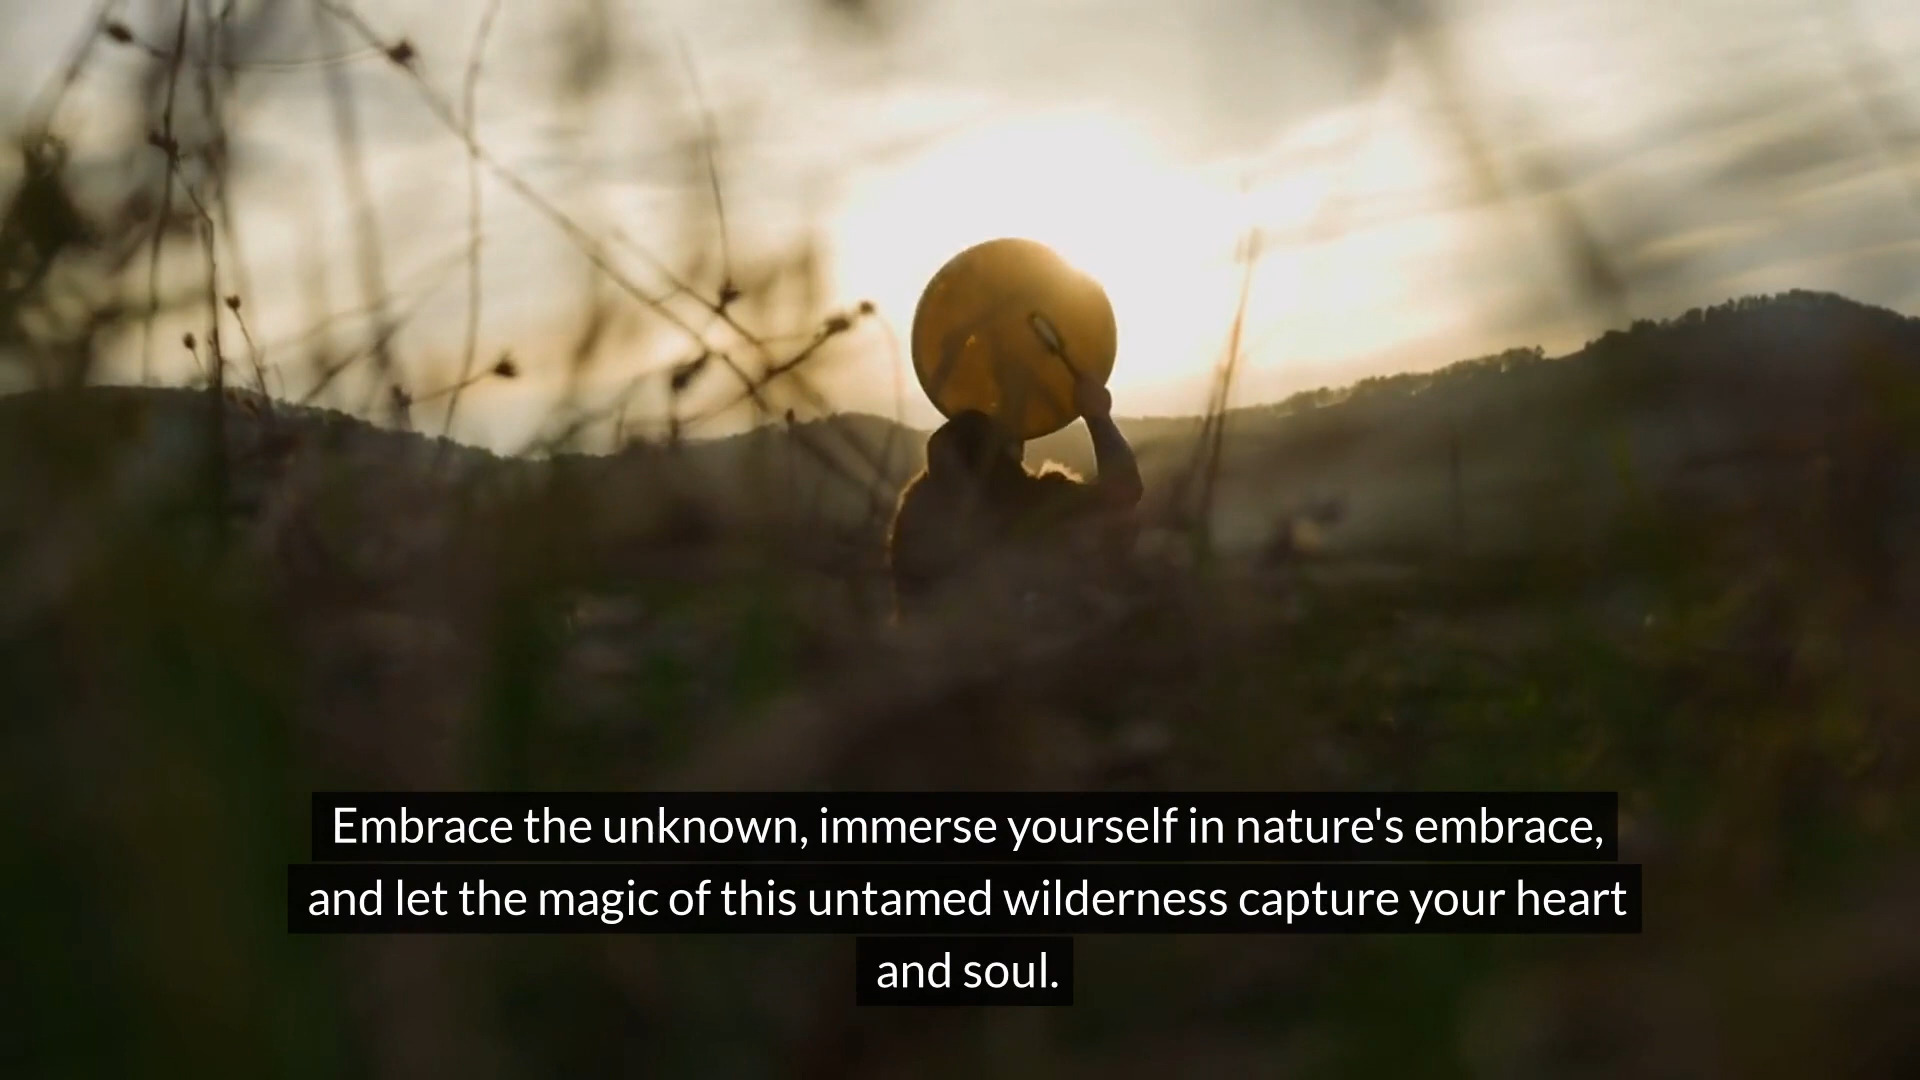 Embrace the unknown, immerse yourself in nature's embrace,
and let the magic of this untamed wilderness capture your heart
and soul.